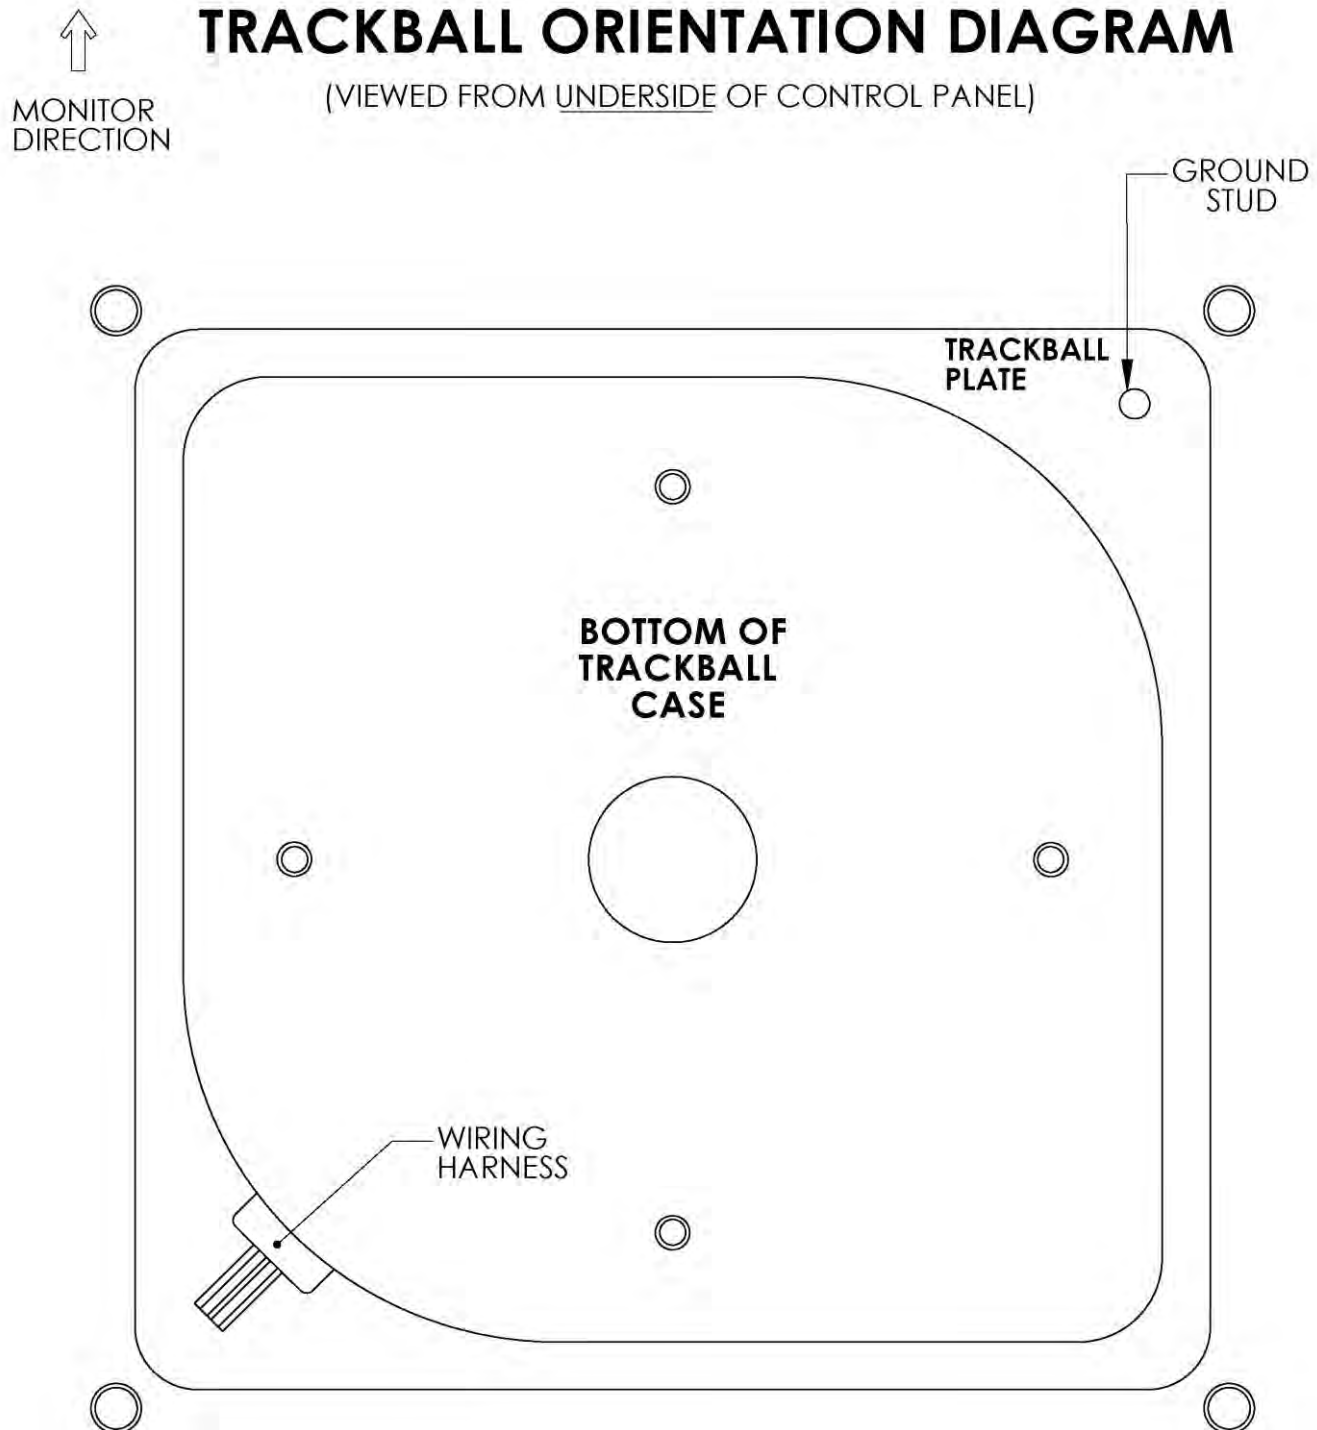 TRACKBALL ORIENTATION DIAGRAM
(VIEWED FROM UNDERSIDE OF CONTROL PANEL)
MONITOR
DIRECTION
GROUND
STUD
TRACKBALL
PLATE
BOTTOM OF
TRACKBALL
CASE
WIRING
HARNESS